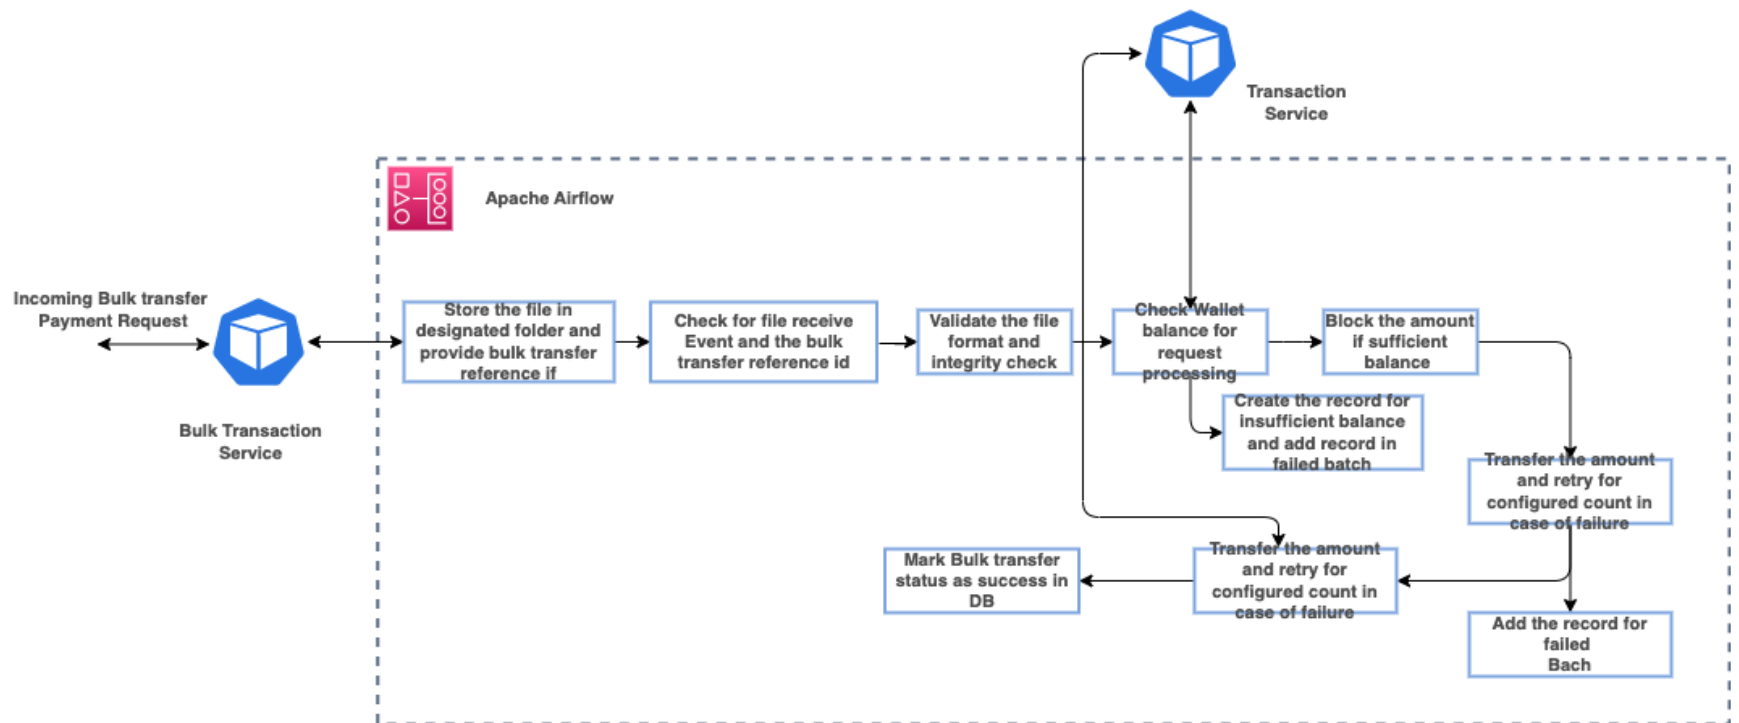 Transaction
Service
Apache Airflow
Incoming Bulk transfer
Payment Request
Bulk Transaction
Service
Store the file in
designated folder and
provide bulk transfer
reference if
Check for file receive
Event and the bulk
transfer reference id
Validate the file
format and
integrity check
Check Wallet
balance for
request
processing
Block the amount
if sufficient
balance
Create the record for
insufficient balance
and add record in
failed batch
Transfer the amount
and retry for
configured count in
case of failure
Transfer the amount
and retry for
configured count in
case of failure
Mark Bulk transfer
status as success in
DB
Add the record for
failed
Bach